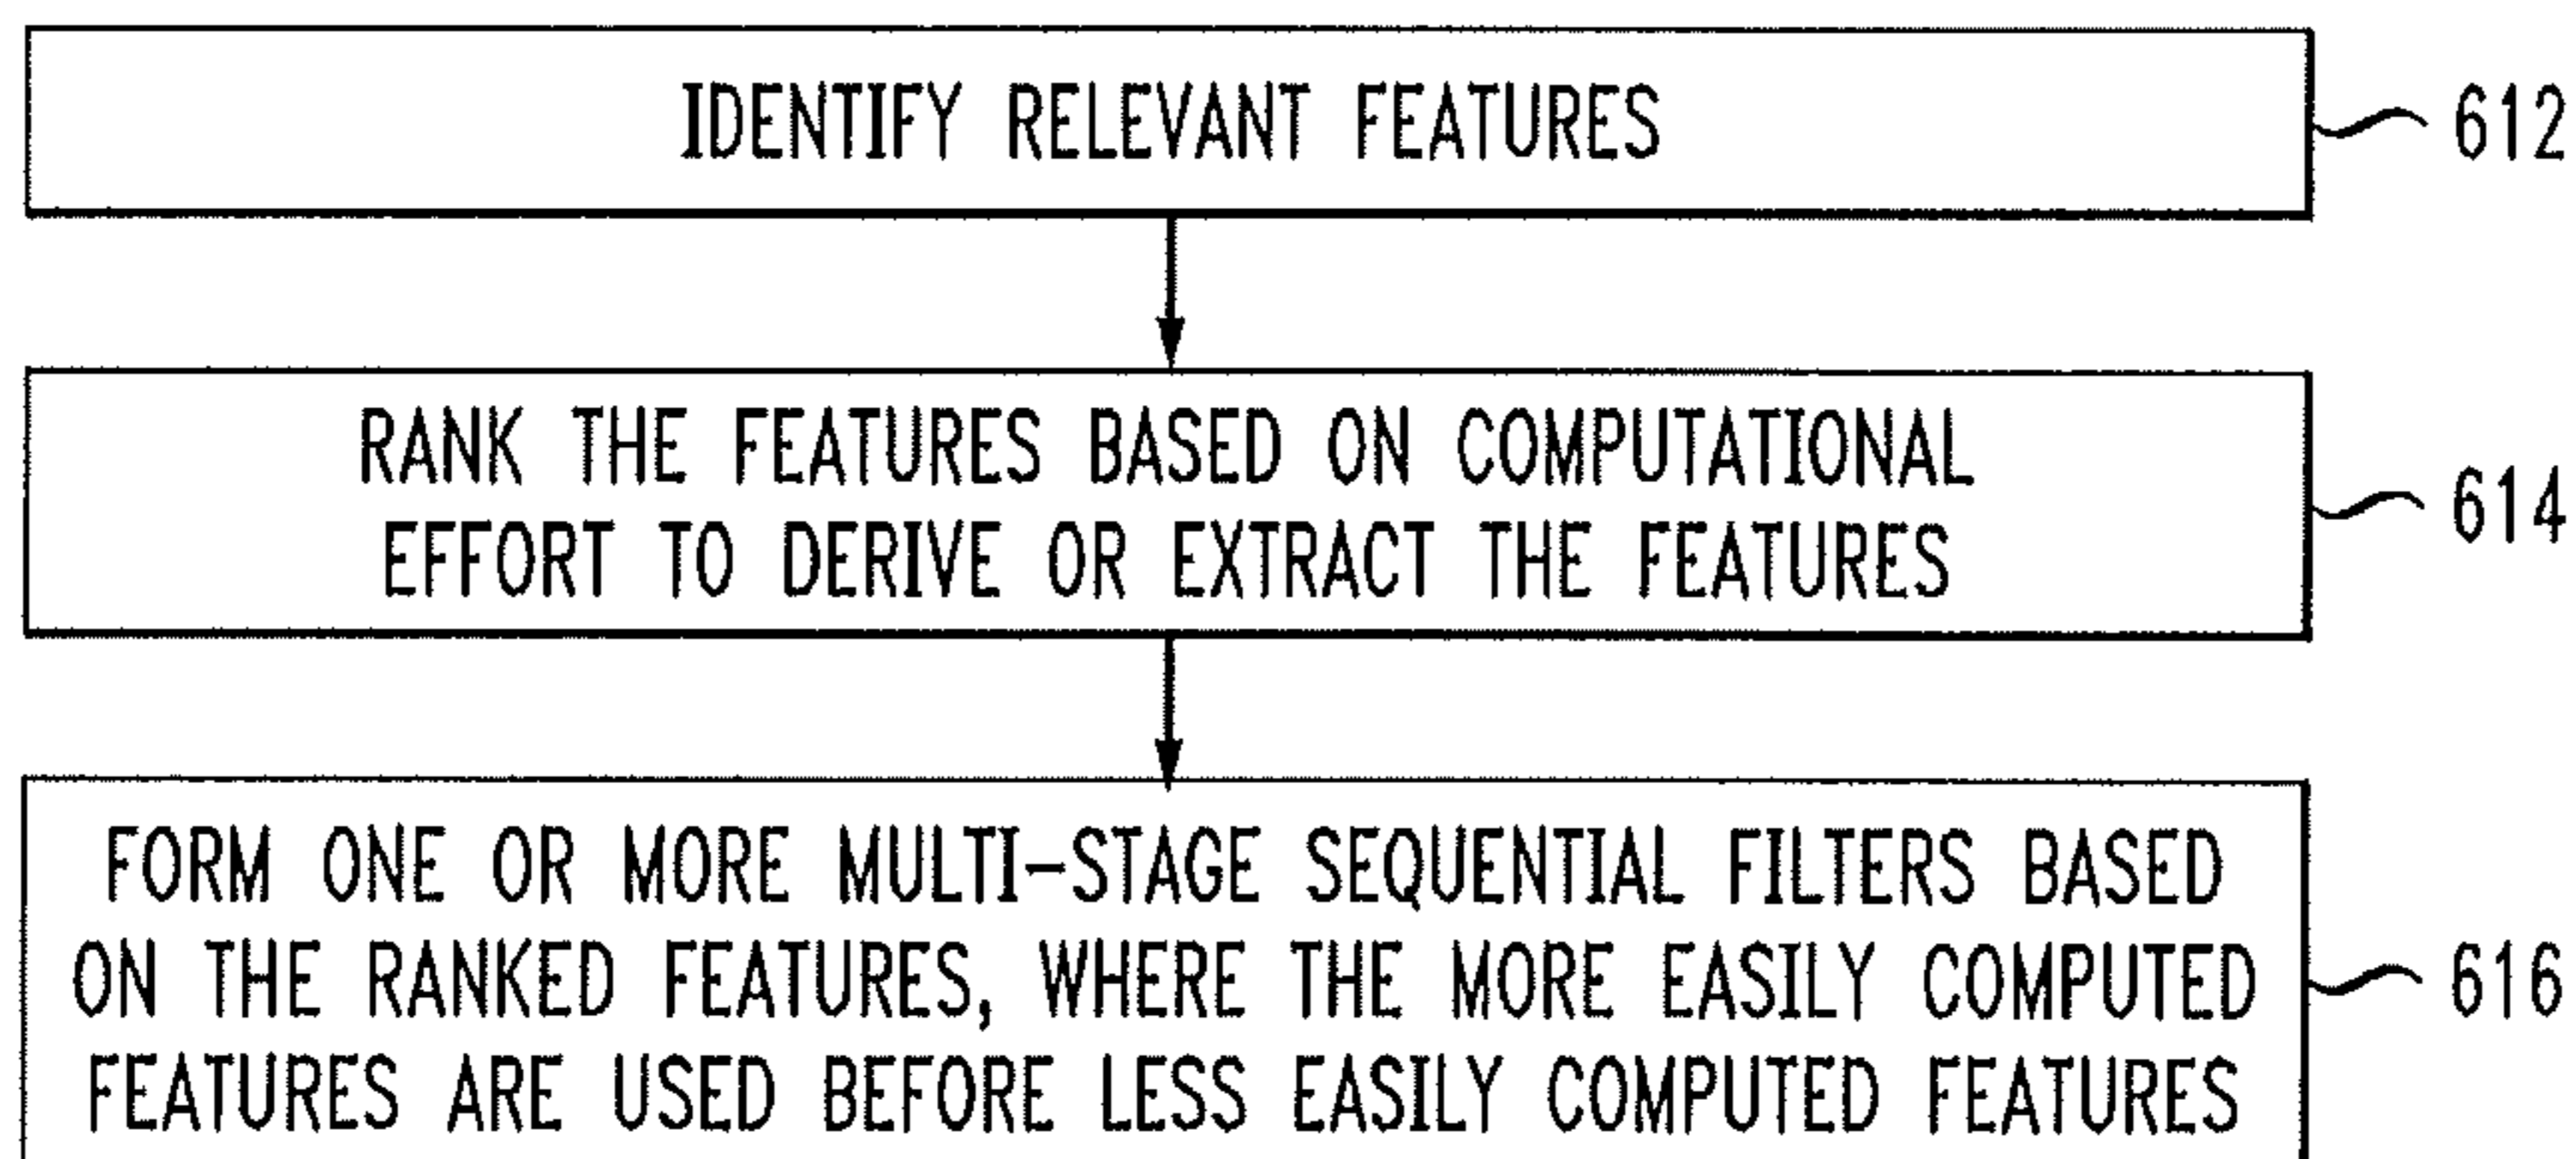 IDENTIFY RELEVANT FEATURES
612
RANK THE FEATURES BASED ON COMPUTATIONAL
EFFORT TO DERIVE OR EXTRACT THE FEATURES
614
FORM ONE OR MORE MULTI-STAGE SEQUENTIAL FILTERS BASED
ON THE RANKED FEATURES, WHERE THE MORE EASILY COMPUTED
FEATURES ARE USED BEFORE LESS EASILY COMPUTED FEATURES
616